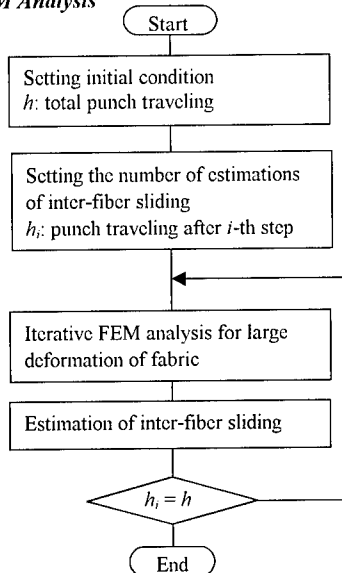 M Analysis
Start
Setting initial condition
h: total punch traveling
Setting the number of estimations
of inter-fiber sliding
hi: punch traveling after i-th step
Iterative FEM analysis for large
deformation of fabric
Estimation of inter-fiber sliding
hi = h
End